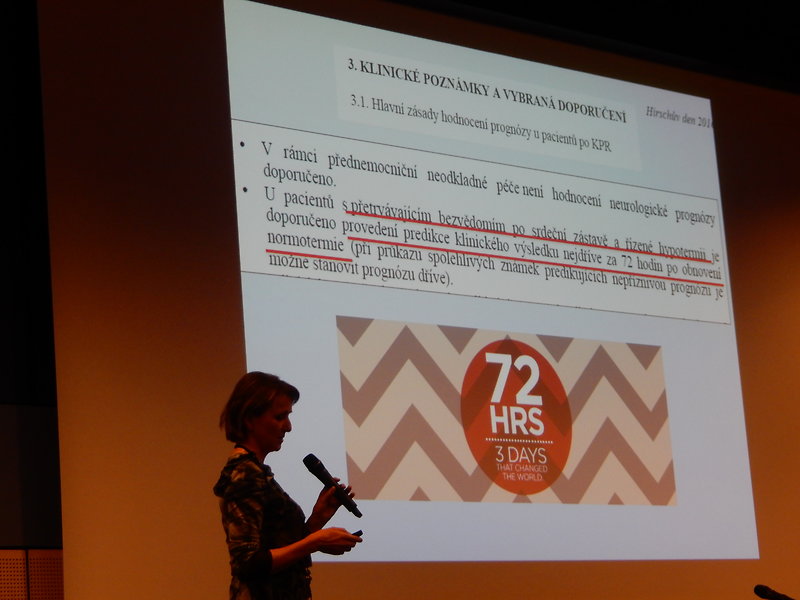 3. KLINICKÉ POZNÁMKY A VYBRANÁ DOPORUČENÍ
Hirschův den
3.1. Hlavní zásady hodnocení prognózy u pacientů po KPR
• V rámci přednemocniční neodkladné péče není hodnocení neurologické prognózy
doporučeno.
• U pacientů s přetrvávajícím bezvědomím po srdeční zástavě a řízené hypotermii je
doporučeno provedení predikce klinického výsledku nejdříve za 72 hodin po obnovení
normotermie (při průkazu spolehlivých známek predikujících nepříznivou prognózu je
možné stanovit prognózu dříve).
72
HRS
3 DAYS
THAT CHANGED
THE WORLD.